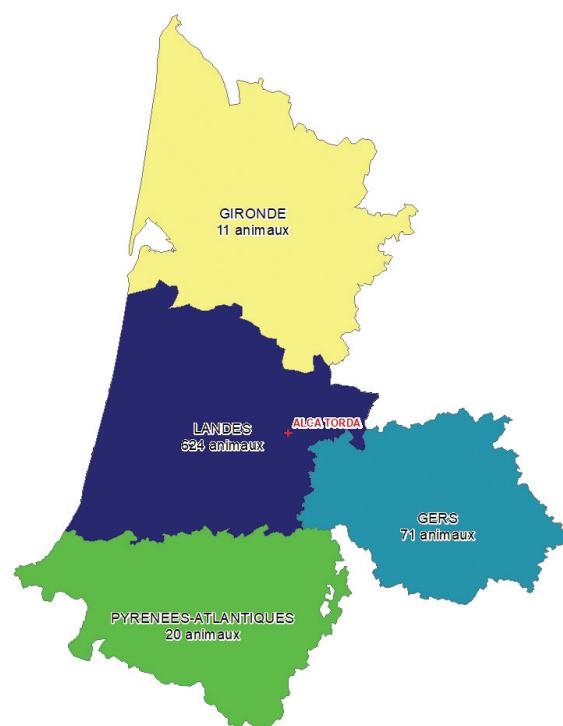 GIRONDE
11 animaux
ALCA TORDA
LANDES
624 animaux
GERS
71 animaux
PYRENEES-ATLANTIQUES
20 animaux